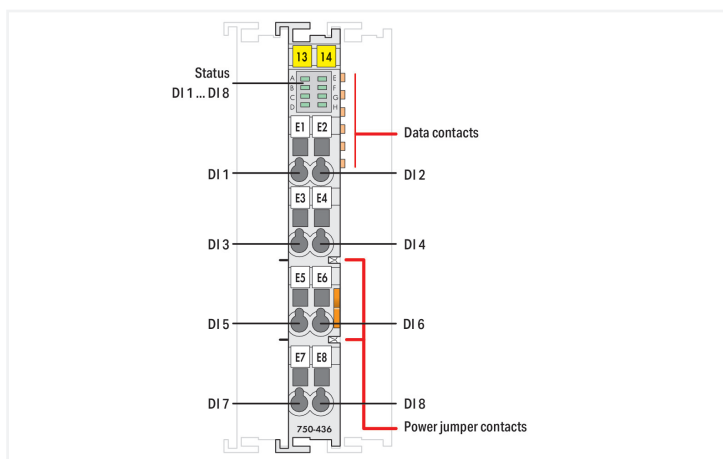 13 14
Status
DI 1 ... DI 8
A E
B F
C G
D H
Data contacts
E1 E2
DI 1
DI 2
E3 E4
DI 3
DI 4
E5 E6
DI 5
DI 6
E7 E8
DI 7
DI 8
750-436
Power jumper contacts